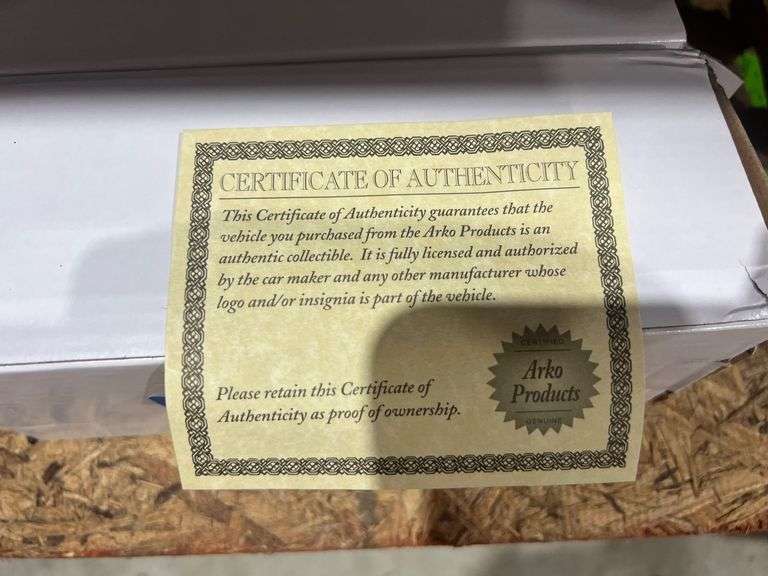 CERTIFICATE OF AUTHENTICITY
This Certificate of Authenticity guarantees that the
vehicle you purchased from the Arko Products is an
authentic collectible. It is fully licensed and authorized
by the car maker and any other manufacturer whose
logo and/or insignia is part of the vehicle.
Please retain this Certificate of
Authenticity as proof of ownership.
CERTIFIED
Arko
Products
GENUINE